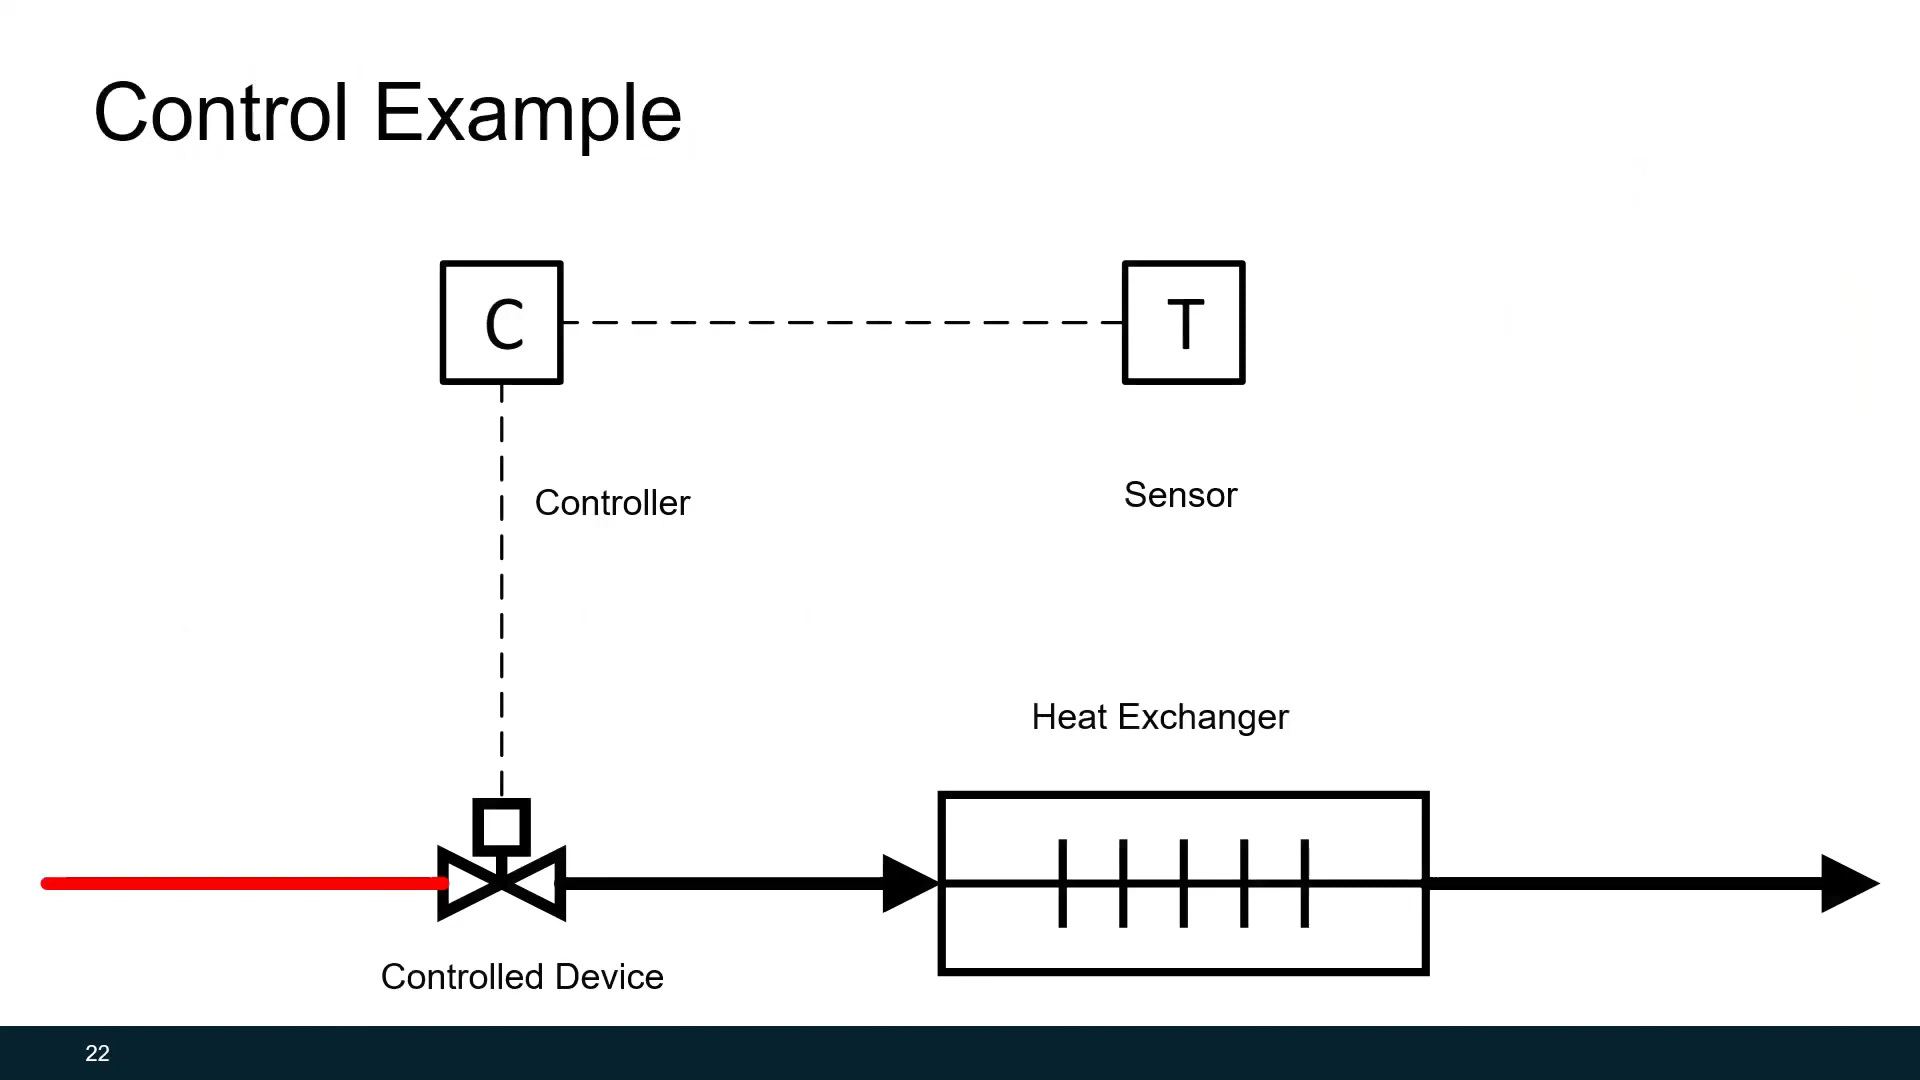 Control Example
C
T
Controller
Sensor
Heat Exchanger
Controlled Device
22